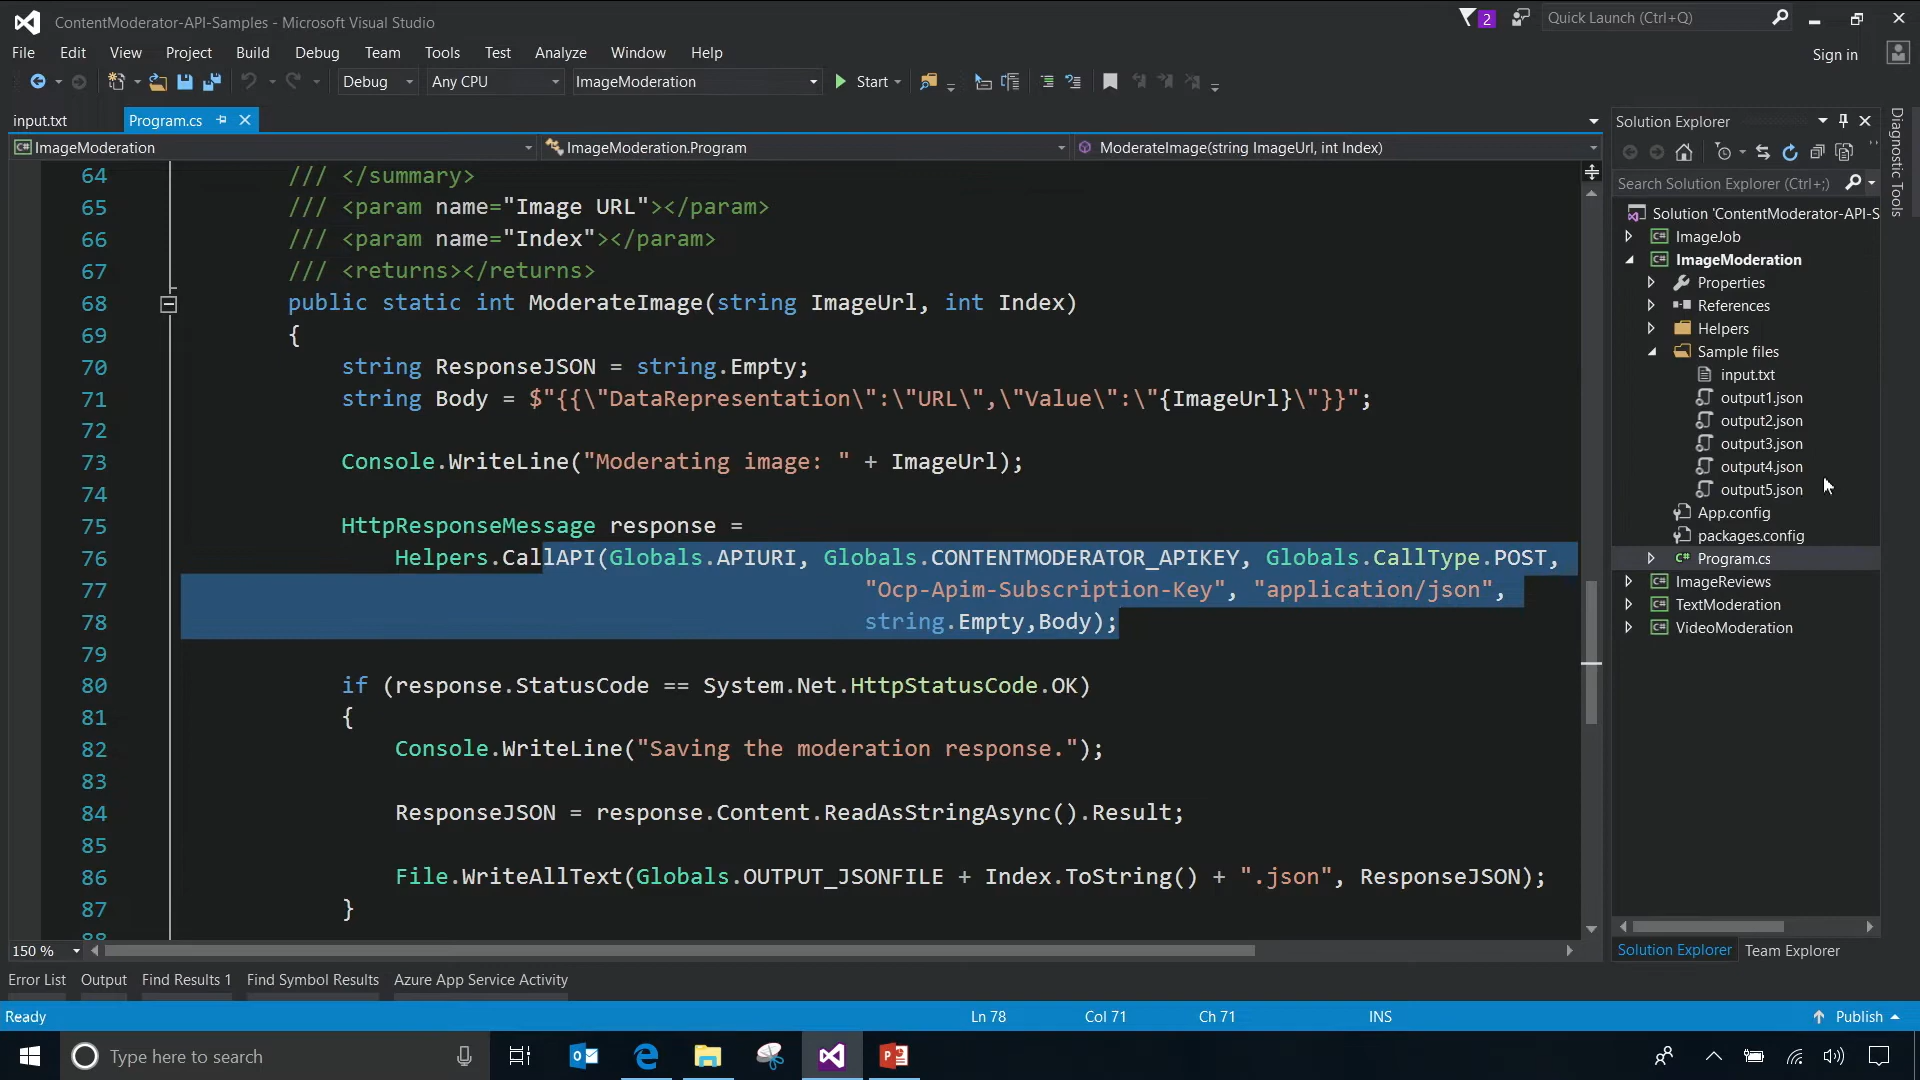 ContentModerator-API-Samples - Microsoft Visual Studio
2
Quick Launch (Ctrl+Q)
File Edit View Project Build Debug Team Tools Test Analyze Window Help
Sign in
Debug Any CPU ImageModeration Start
input.txt Program.cs
ImageModeration ImageModeration.Program ModerateImage(string ImageUrl, int Index)
64 /// </summary>
65 /// <param name="Image URL"></param>
66 /// <param name="Index"></param>
67 /// <returns></returns>
68 public static int ModerateImage(string ImageUrl, int Index)
69 {
70 string ResponseJSON = string.Empty;
71 string Body = $"{{\"DataRepresentation\":\"URL\",\"Value\":\"{ImageUrl}\"}}";
72
73 Console.WriteLine("Moderating image: " + ImageUrl);
74
75 HttpResponseMessage response =
76 Helpers.CallAPI(Globals.APIURI, Globals.CONTENTMODERATOR_APIKEY, Globals.CallType.POST,
77 "Ocp-Apim-Subscription-Key", "application/json",
78 string.Empty,Body);
79
80 if (response.StatusCode == System.Net.HttpStatusCode.OK)
81 {
82 Console.WriteLine("Saving the moderation response.");
83
84 ResponseJSON = response.Content.ReadAsStringAsync().Result;
85
86 File.WriteAllText(Globals.OUTPUT_JSONFILE + Index.ToString() + ".json", ResponseJSON);
87 }
88
150 %
Solution Explorer
Search Solution Explorer (Ctrl+;)
Solution 'ContentModerator-API-S
ImageJob
ImageModeration
Properties
References
Helpers
Sample files
input.txt
output1.json
output2.json
output3.json
output4.json
output5.json
App.config
packages.config
Program.cs
ImageReviews
TextModeration
VideoModeration
Solution Explorer Team Explorer
Diagnostic Tools
Error List Output Find Results 1 Find Symbol Results Azure App Service Activity
Ready Ln 78 Col 71 Ch 71 INS Publish
Type here to search